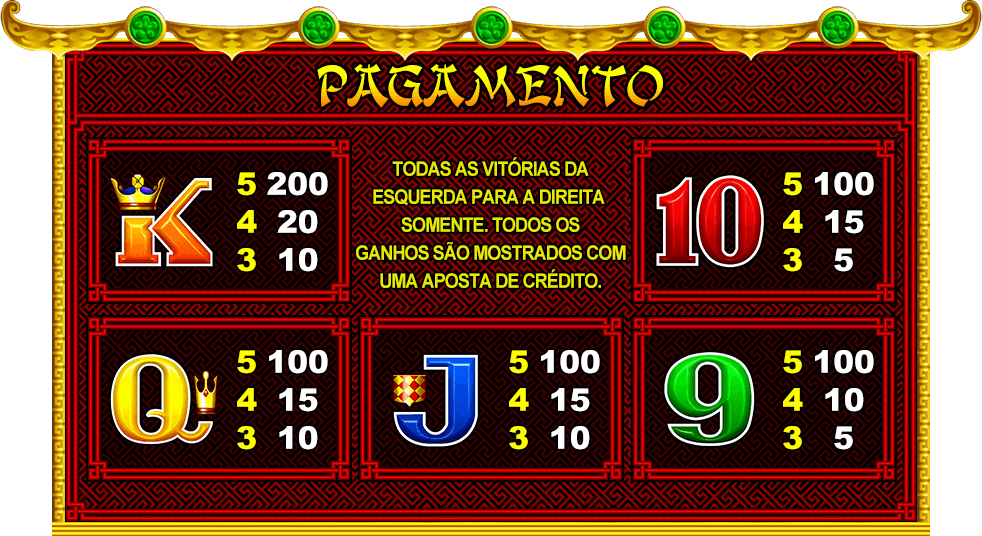 PAGAMENTO
K
5 200
4 20
3 10
TODAS AS VITÓRIAS DA
ESQUERDA PARA A DIREITA
SOMENTE. TODOS OS
GANHOS SÃO MOSTRADOS COM
UMA APOSTA DE CRÉDITO.
10
5 100
4 15
3 5
Q
5 100
4 15
3 10
J
5 100
4 15
3 10
9
5 100
4 10
3 5